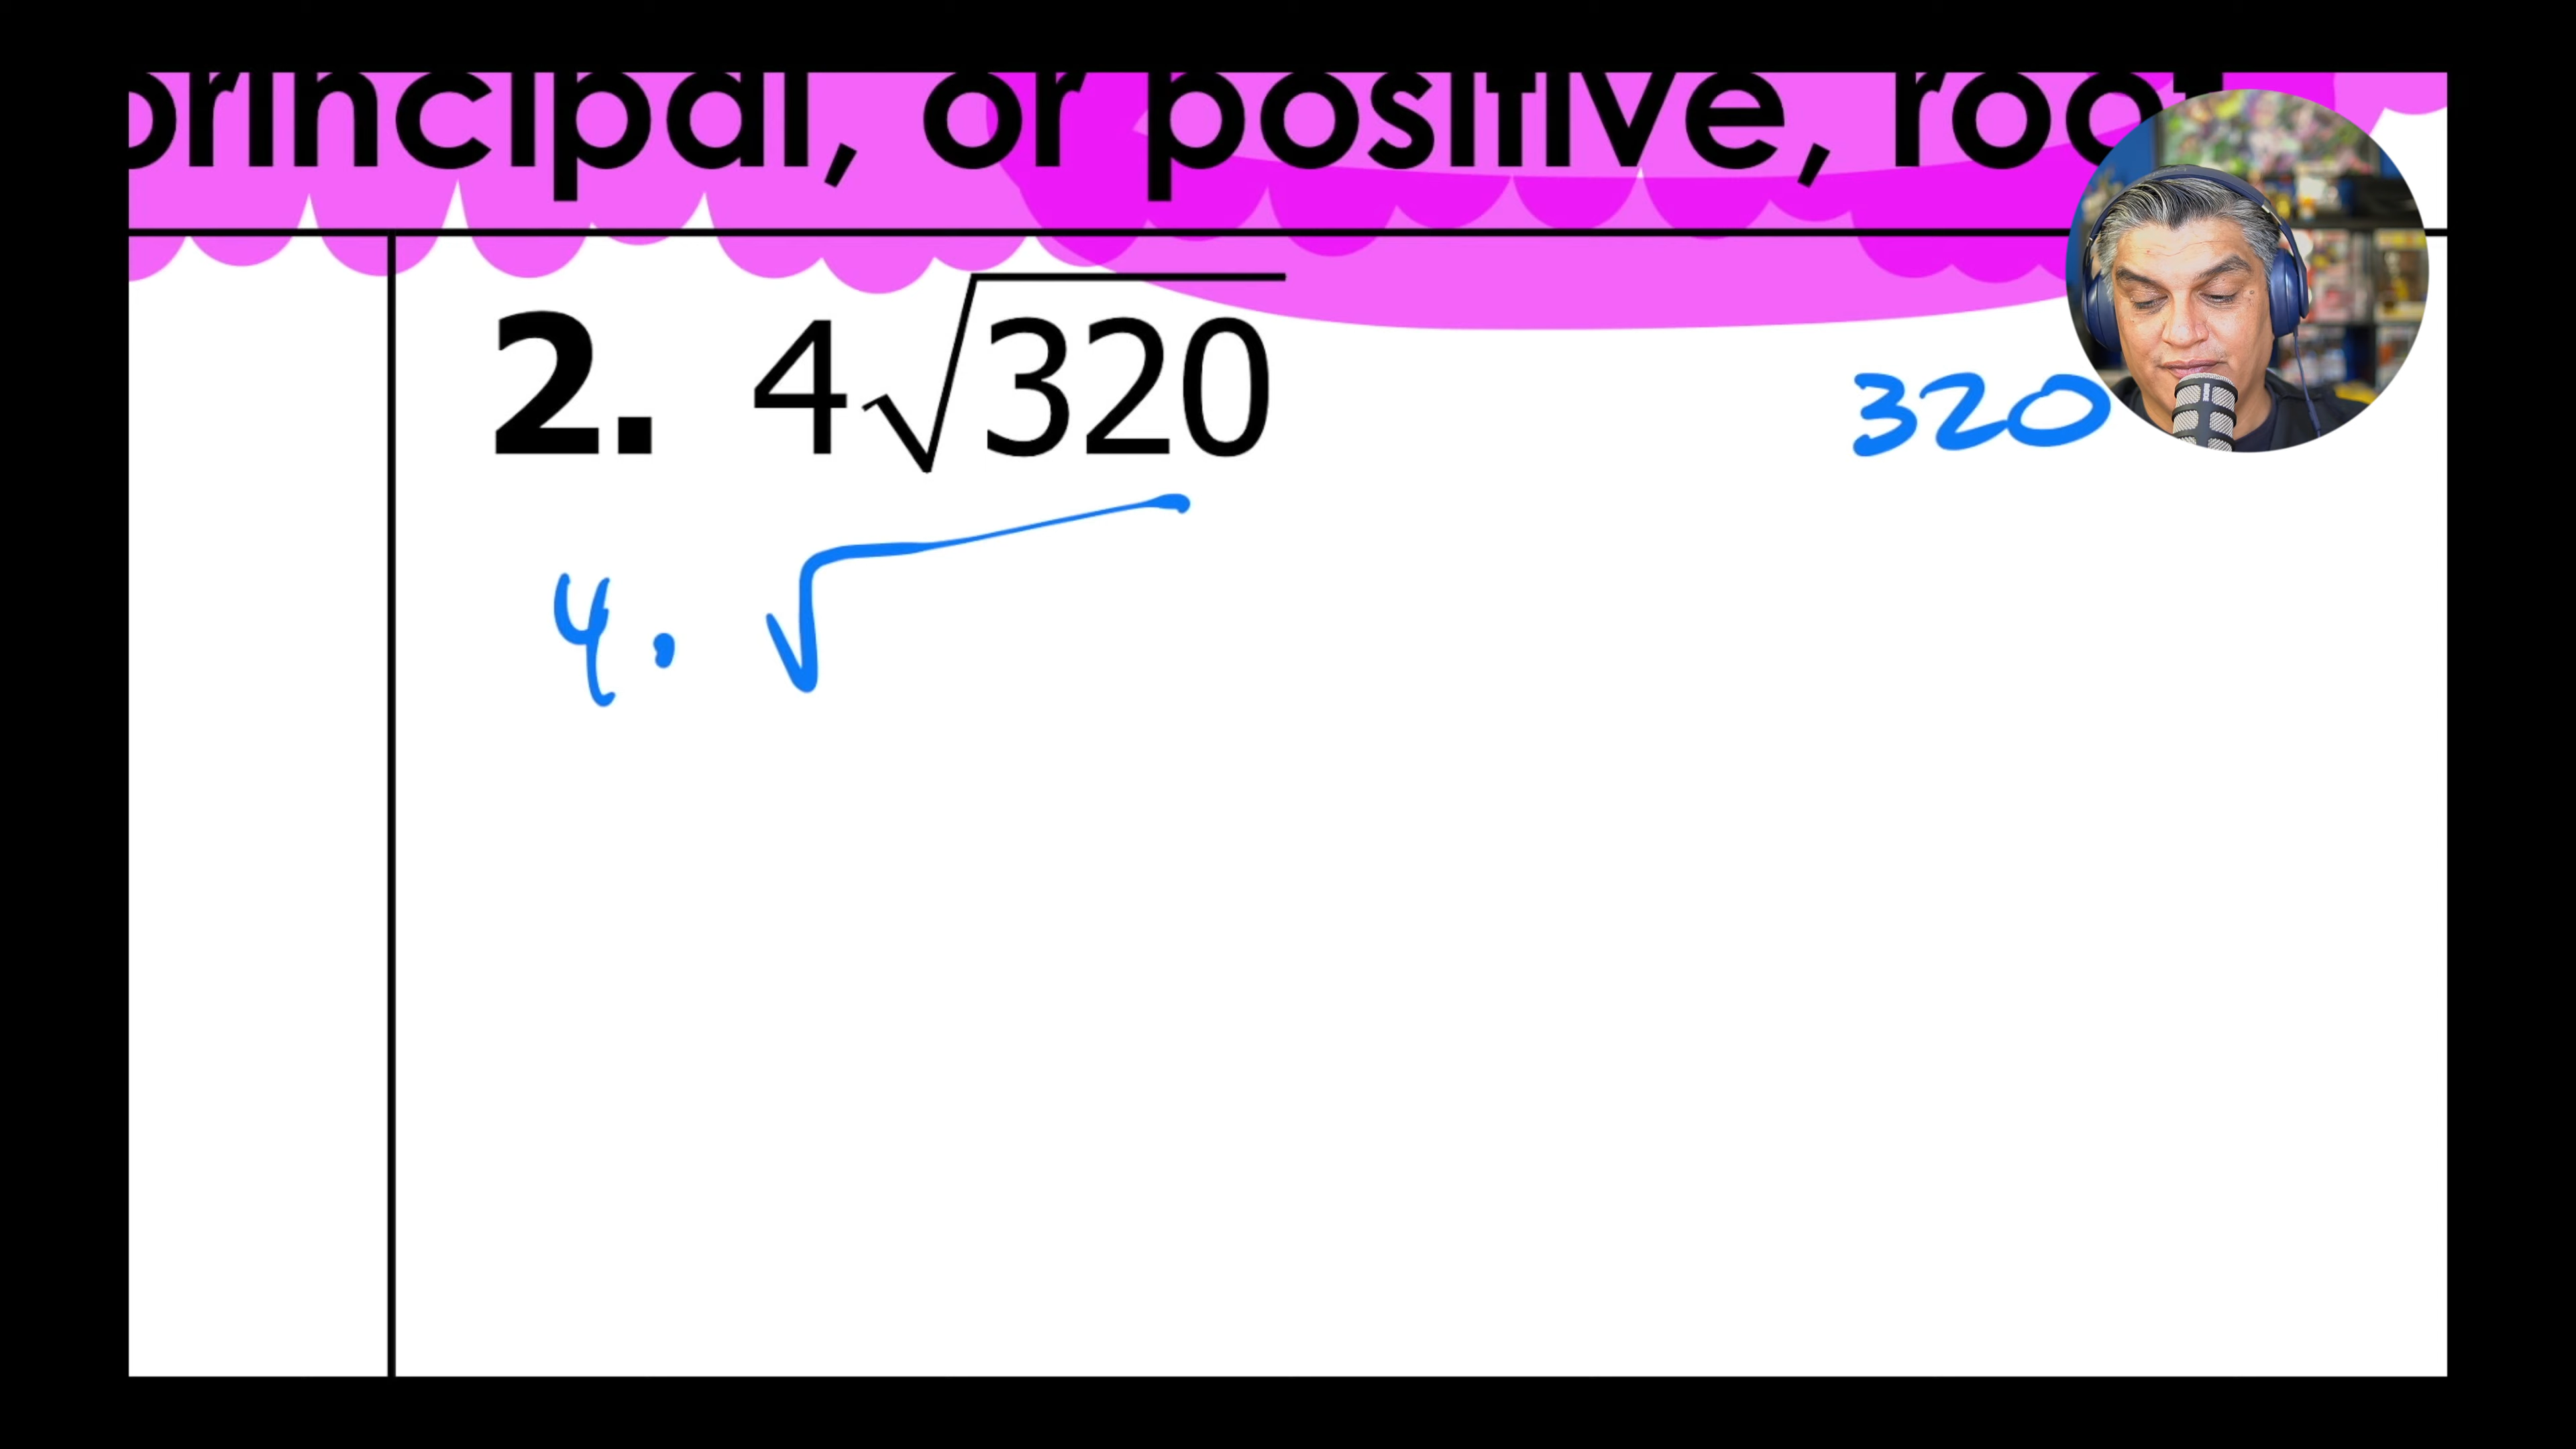 principal, or positive, root
2. 4√320
320
4 · √